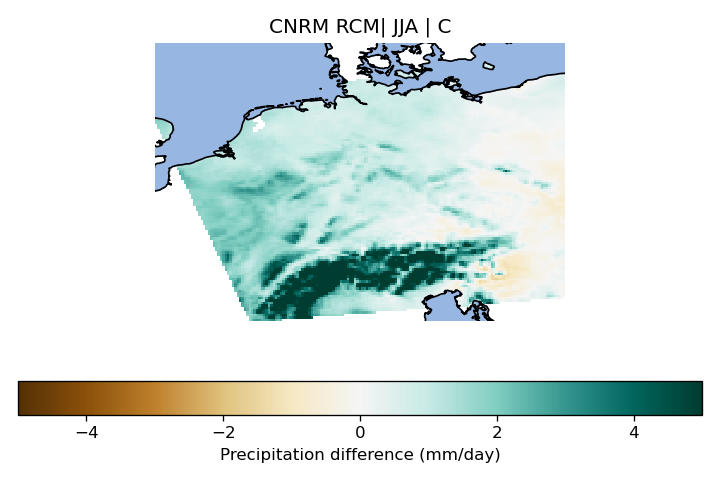 CNRM RCM| JJA | C
−4 −2 0 2 4
Precipitation difference (mm/day)